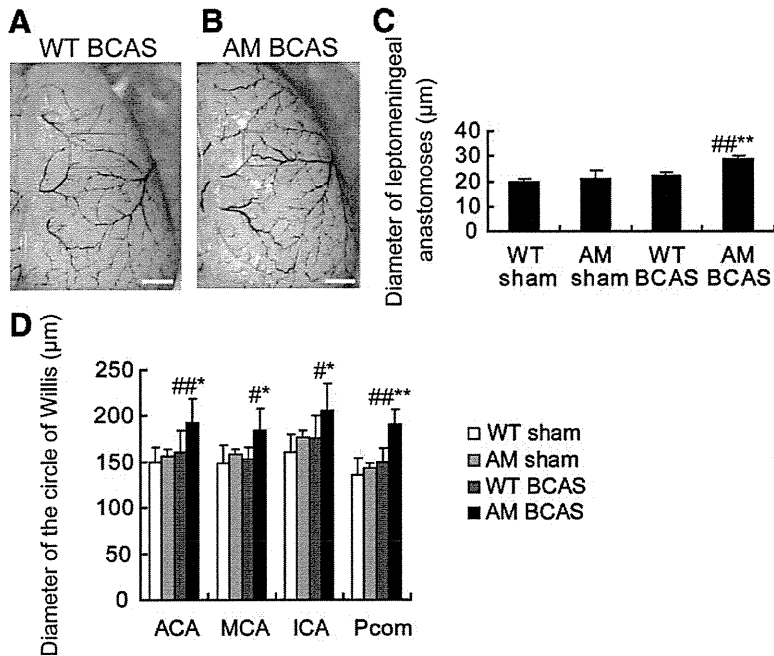 A
WT BCAS
B
AM BCAS
C
Diameter of leptomeningeal
anastomoses (µm)
40
30
20
10
0
##**
WT
sham
AM
sham
WT
BCAS
AM
BCAS
D
Diameter of the circle of Willis (µm)
250
200
150
100
50
0
##*
#*
#*
##**
ACA
MCA
ICA
Pcom
WT sham
AM sham
WT BCAS
AM BCAS